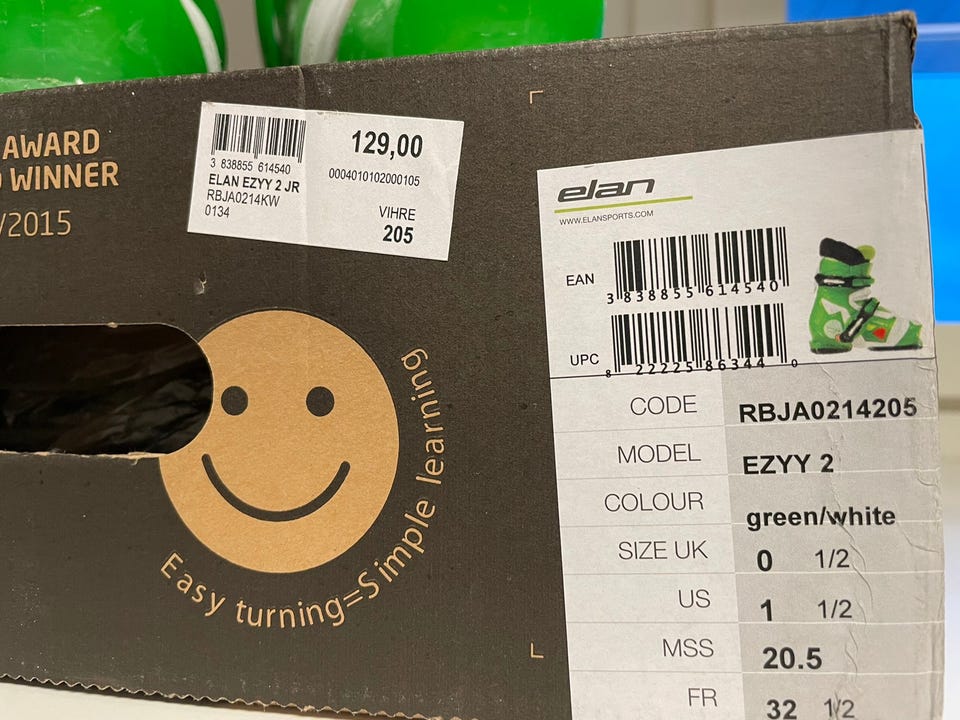 AWARD
WINNER
/2015
3 838855 614540
ELAN EZYY 2 JR
RBJA0214KW
0134
129,00
0004010102000105
VIHRE
205
Easy turning=Simple learning
elan
WWW.ELANSPORTS.COM
EAN
3 838855 614540
UPC
8 22225 86344 0
CODE RBJA0214205
MODEL EZYY 2
COLOUR green/white
SIZE UK 0 1/2
US 1 1/2
MSS 20.5
FR 32 1/2